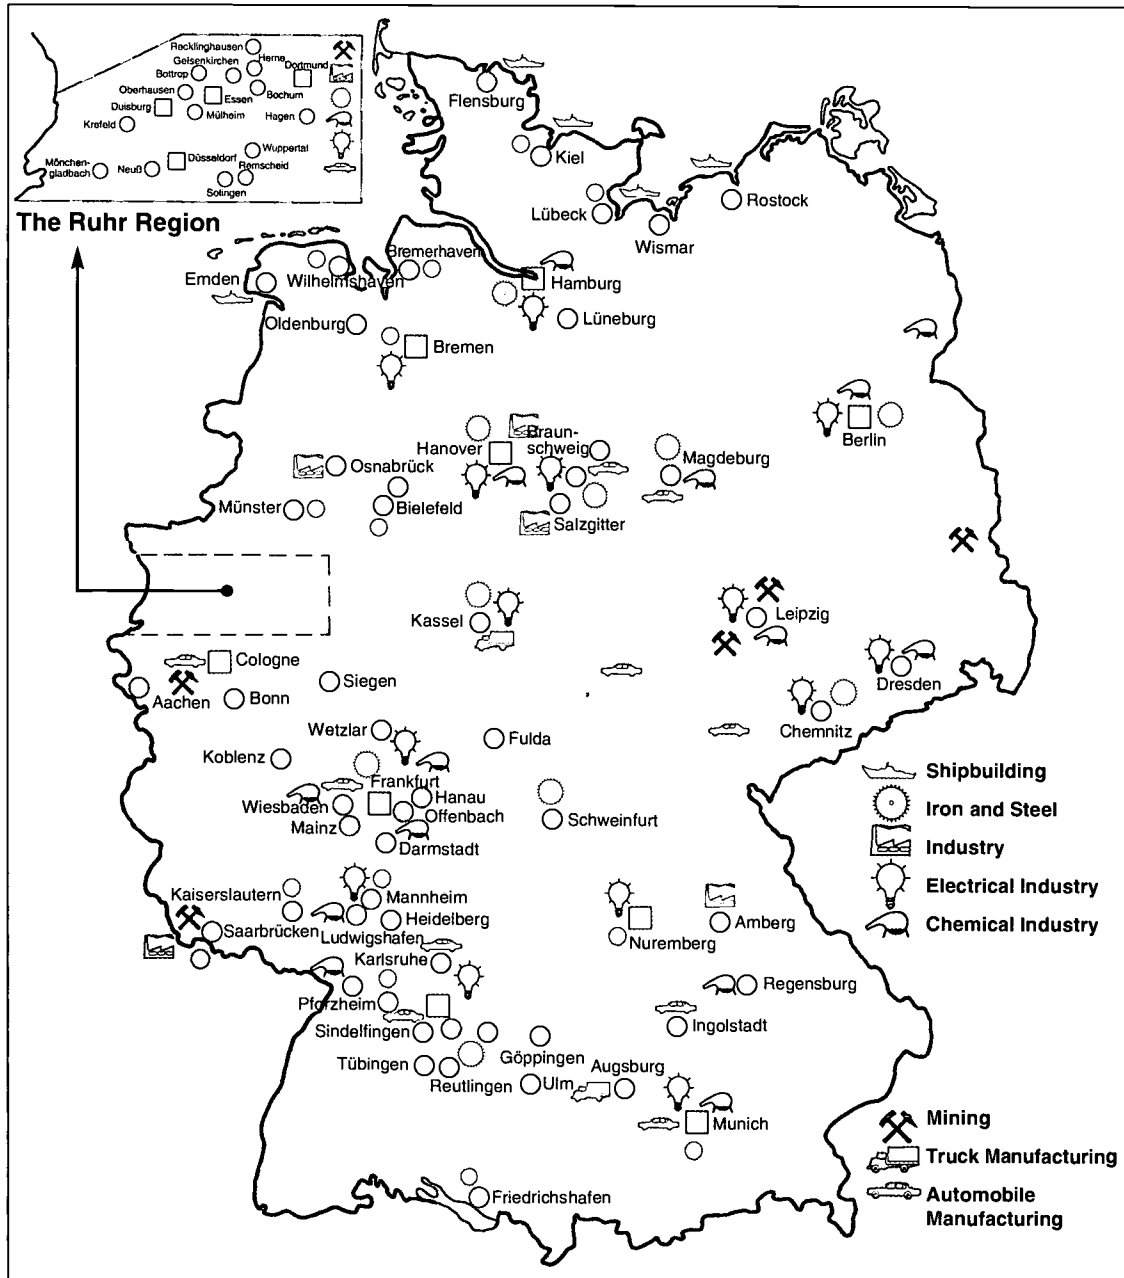 Recklinghausen
Gelsenkirchen
Herne
Bottrop
Dortmund
Oberhausen
Essen
Bochum
Duisburg
Mülheim
Hagen
Krefeld
Wuppertal
Mönchen-
gladbach
Neuß
Düsseldorf
Remscheid
Solingen
The Ruhr Region
Flensburg
Kiel
Lübeck
Rostock
Wismar
Emden
Wilhelmshaven
Bremerhaven
Hamburg
Oldenburg
Lüneburg
Bremen
Berlin
Hanover
Braun-
schweig
Osnabrück
Magdeburg
Münster
Bielefeld
Salzgitter
Kassel
Leipzig
Cologne
Aachen
Bonn
Siegen
Dresden
Chemnitz
Wetzlar
Fulda
Koblenz
Frankfurt
Wiesbaden
Hanau
Mainz
Offenbach
Schweinfurt
Darmstadt
Kaiserslautern
Mannheim
Saarbrücken
Ludwigshafen
Heidelberg
Nuremberg
Amberg
Karlsruhe
Pforzheim
Regensburg
Sindelfingen
Ingolstadt
Tübingen
Göppingen
Augsburg
Reutlingen
Ulm
Munich
Friedrichshafen
Shipbuilding
Iron and Steel
Industry
Electrical Industry
Chemical Industry
Mining
Truck Manufacturing
Automobile
Manufacturing